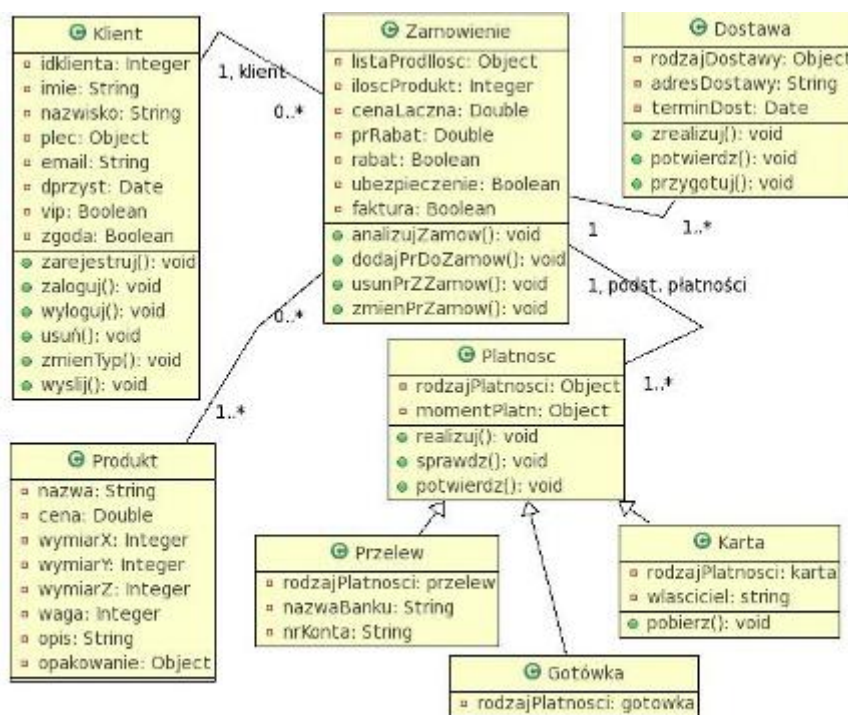 Klient
idklienta: Integer
imie: String
nazwisko: String
plec: Object
email: String
dprzyst: Date
vip: Boolean
zgoda: Boolean
zarejestruj(): void
zaloguj(): void
wyloguj(): void
usuń(): void
zmienTyp(): void
wyslij(): void
1, klient
0..*
Zamowienie
listaProdIlosc: Object
iloscProdukt: Integer
cenaLaczna: Double
prRabat: Double
rabat: Boolean
ubezpieczenie: Boolean
faktura: Boolean
analizujZamow(): void
dodajPrDoZamow(): void
usunPrZZamow(): void
zmienPrZamow(): void
Dostawa
rodzajDostawy: Object
adresDostawy: String
terminDost: Date
zrealizuj(): void
potwierdz(): void
przygotuj(): void
1
1..*
1, podst. płatności
1..*
0..*
1..*
Produkt
nazwa: String
cena: Double
wymiarX: Integer
wymiarY: Integer
wymiarZ: Integer
waga: Integer
opis: String
opakowanie: Object
Platnosc
rodzajPlatnosci: Object
momentPlatn: Object
realizuj(): void
sprawdz(): void
potwierdz(): void
Przelew
rodzajPlatnosci: przelew
nazwaBanku: String
nrKonta: String
Karta
rodzajPlatnosci: karta
wlasciciel: string
pobierz(): void
Gotówka
rodzajPlatnosci: gotowka